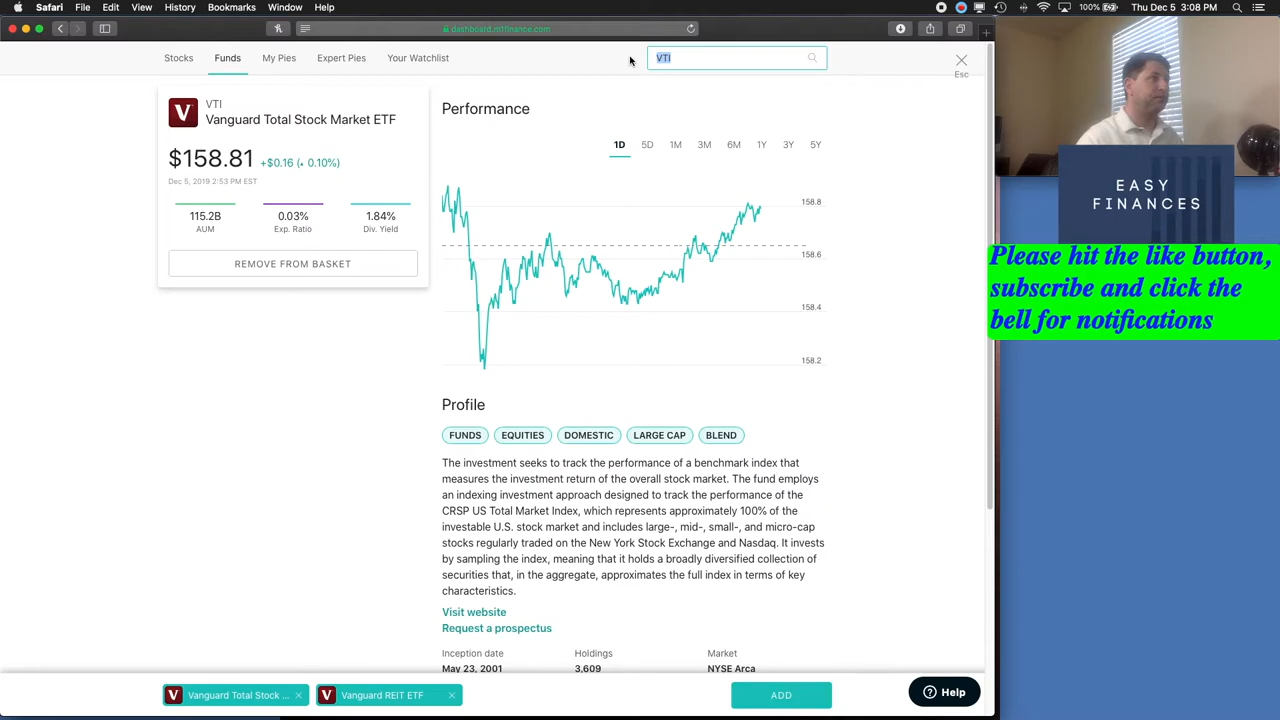 Safari File Edit View History Bookmarks Window Help
100% Thu Dec 5 3:08 PM
dashboard.m1finance.com
Stocks Funds My Pies Expert Pies Your Watchlist
VTI
Esc
V
VTI
Vanguard Total Stock Market ETF
$158.81 +$0.16 (▴ 0.10%)
Dec 5, 2019 2:53 PM EST
115.2B 0.03% 1.84%
AUM Exp. Ratio Div. Yield
REMOVE FROM BASKET
Performance
1D 5D 1M 3M 6M 1Y 3Y 5Y
158.8
158.6
158.4
158.2
Profile
FUNDS EQUITIES DOMESTIC LARGE CAP BLEND
The investment seeks to track the performance of a benchmark index that
measures the investment return of the overall stock market. The fund employs
an indexing investment approach designed to track the performance of the
CRSP US Total Market Index, which represents approximately 100% of the
investable U.S. stock market and includes large-, mid-, small-, and micro-cap
stocks regularly traded on the New York Stock Exchange and Nasdaq. It invests
by sampling the index, meaning that it holds a broadly diversified collection of
securities that, in the aggregate, approximates the full index in terms of key
characteristics.
Visit website
Request a prospectus
Inception date Holdings Market
May 23, 2001 3,609 NYSE Arca
V Vanguard Total Stock ... × V Vanguard REIT ETF ×
ADD
Help
EASY
FINANCES
Please hit the like button,
subscribe and click the
bell for notifications